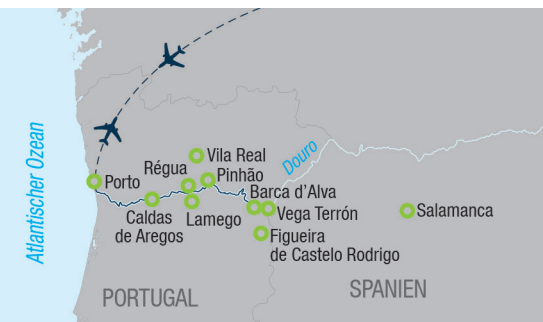 Atlantischer Ozean
Porto
Caldas
de Aregos
Régua
Vila Real
Pinhão
Lamego
Douro
Barca d'Alva
Vega Terrón
Figueira
de Castelo Rodrigo
Salamanca
PORTUGAL
SPANIEN